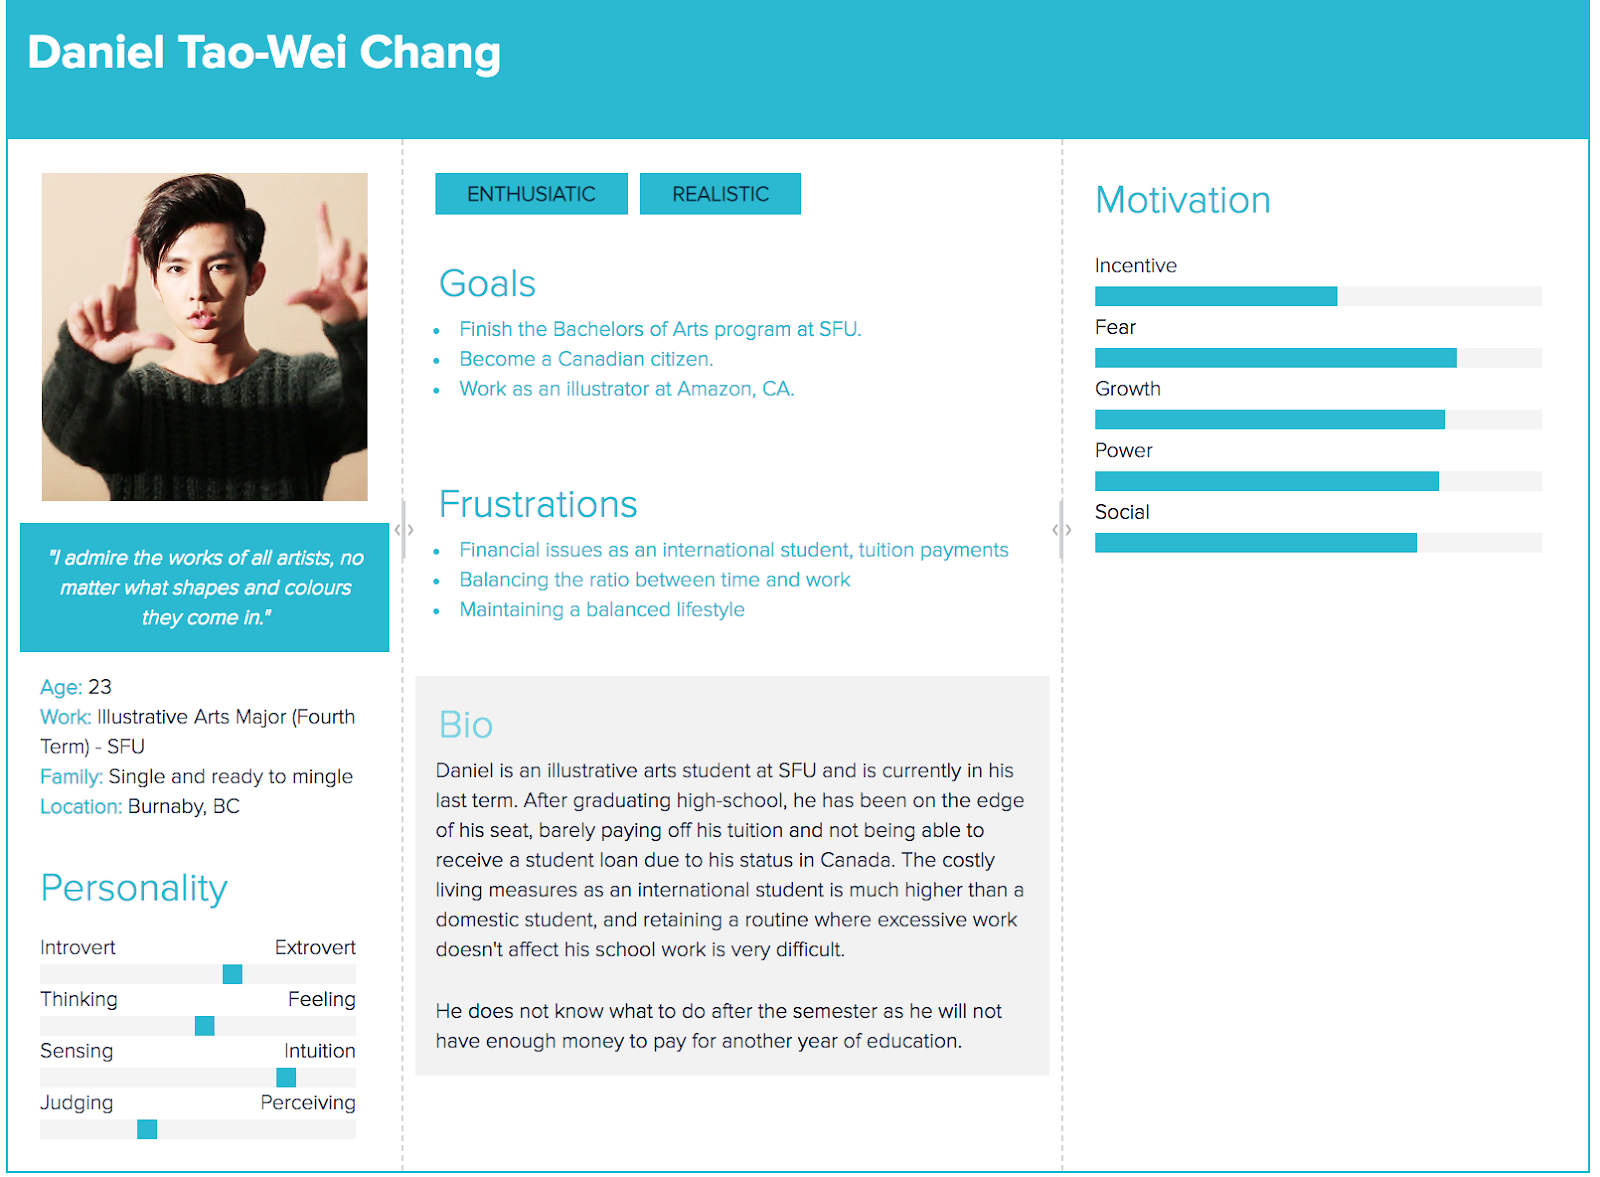 Daniel Tao-Wei Chang
"I admire the works of all artists, no
matter what shapes and colours
they come in."
Age: 23
Work: Illustrative Arts Major (Fourth
Term) - SFU
Family: Single and ready to mingle
Location: Burnaby, BC
Personality
Introvert Extrovert
Thinking Feeling
Sensing Intuition
Judging Perceiving
ENTHUSIATIC REALISTIC
Goals
• Finish the Bachelors of Arts program at SFU.
• Become a Canadian citizen.
• Work as an illustrator at Amazon, CA.
Frustrations
• Financial issues as an international student, tuition payments
• Balancing the ratio between time and work
• Maintaining a balanced lifestyle
Bio
Daniel is an illustrative arts student at SFU and is currently in his
last term. After graduating high-school, he has been on the edge
of his seat, barely paying off his tuition and not being able to
receive a student loan due to his status in Canada. The costly
living measures as an international student is much higher than a
domestic student, and retaining a routine where excessive work
doesn't affect his school work is very difficult.
He does not know what to do after the semester as he will not
have enough money to pay for another year of education.
Motivation
Incentive
Fear
Growth
Power
Social